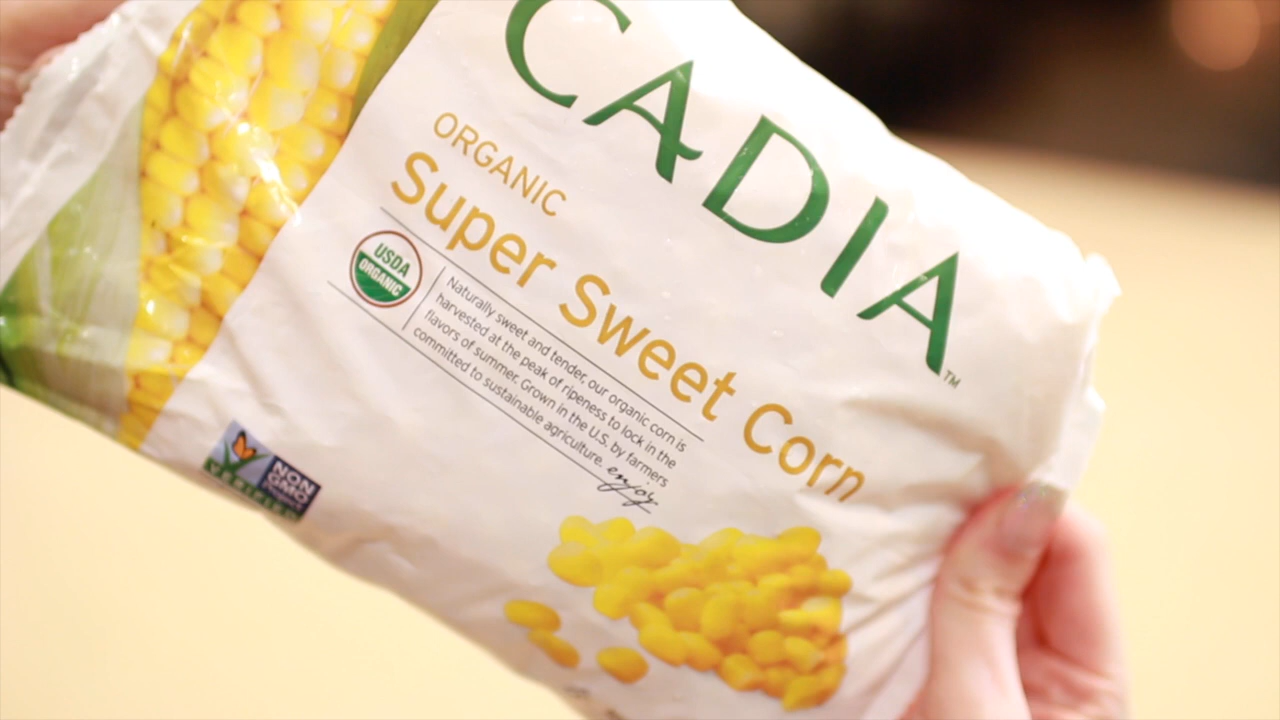 CADIA™
ORGANIC
Super Sweet Corn
USDA
ORGANIC
Naturally sweet and tender, our organic corn is
harvested at the peak of ripeness to lock in the
flavors of summer. Grown in the U.S. by farmers
committed to sustainable agriculture. enjoy.
NON
GMO
VERIFIED